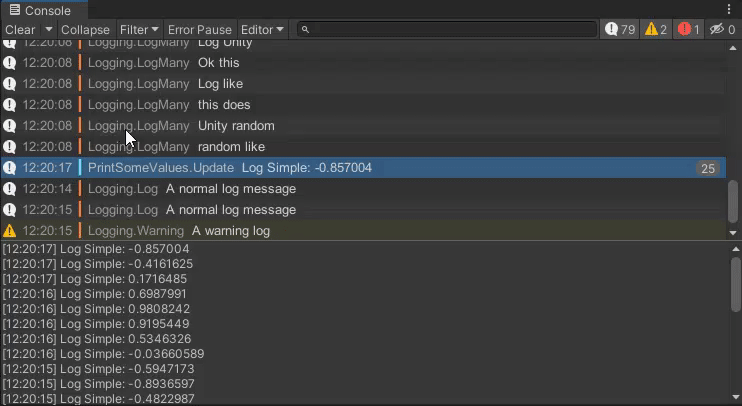 Console
Clear Collapse Filter Error Pause Editor 79 2 1 0
12:20:08 Logging.LogMany Log Unity
12:20:08 Logging.LogMany Ok this
12:20:08 Logging.LogMany Log like
12:20:08 Logging.LogMany this does
12:20:08 Logging.LogMany Unity random
12:20:08 Logging.LogMany random like
12:20:17 PrintSomeValues.Update Log Simple: -0.857004 25
12:20:14 Logging.Log A normal log message
12:20:15 Logging.Log A normal log message
12:20:15 Logging.Warning A warning log
[12:20:17] Log Simple: -0.857004
[12:20:17] Log Simple: -0.4161625
[12:20:17] Log Simple: 0.1716485
[12:20:16] Log Simple: 0.6987991
[12:20:16] Log Simple: 0.9808242
[12:20:16] Log Simple: 0.9195449
[12:20:16] Log Simple: 0.5346326
[12:20:16] Log Simple: -0.03660589
[12:20:15] Log Simple: -0.5947173
[12:20:15] Log Simple: -0.8936597
[12:20:15] Log Simple: -0.4822987